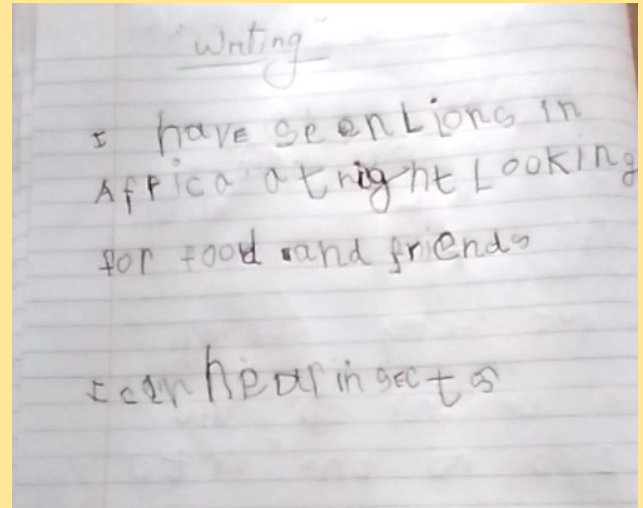 "Writing"
I have seen Lions in
Africa at night Looking
for food and friends
I can hear insects